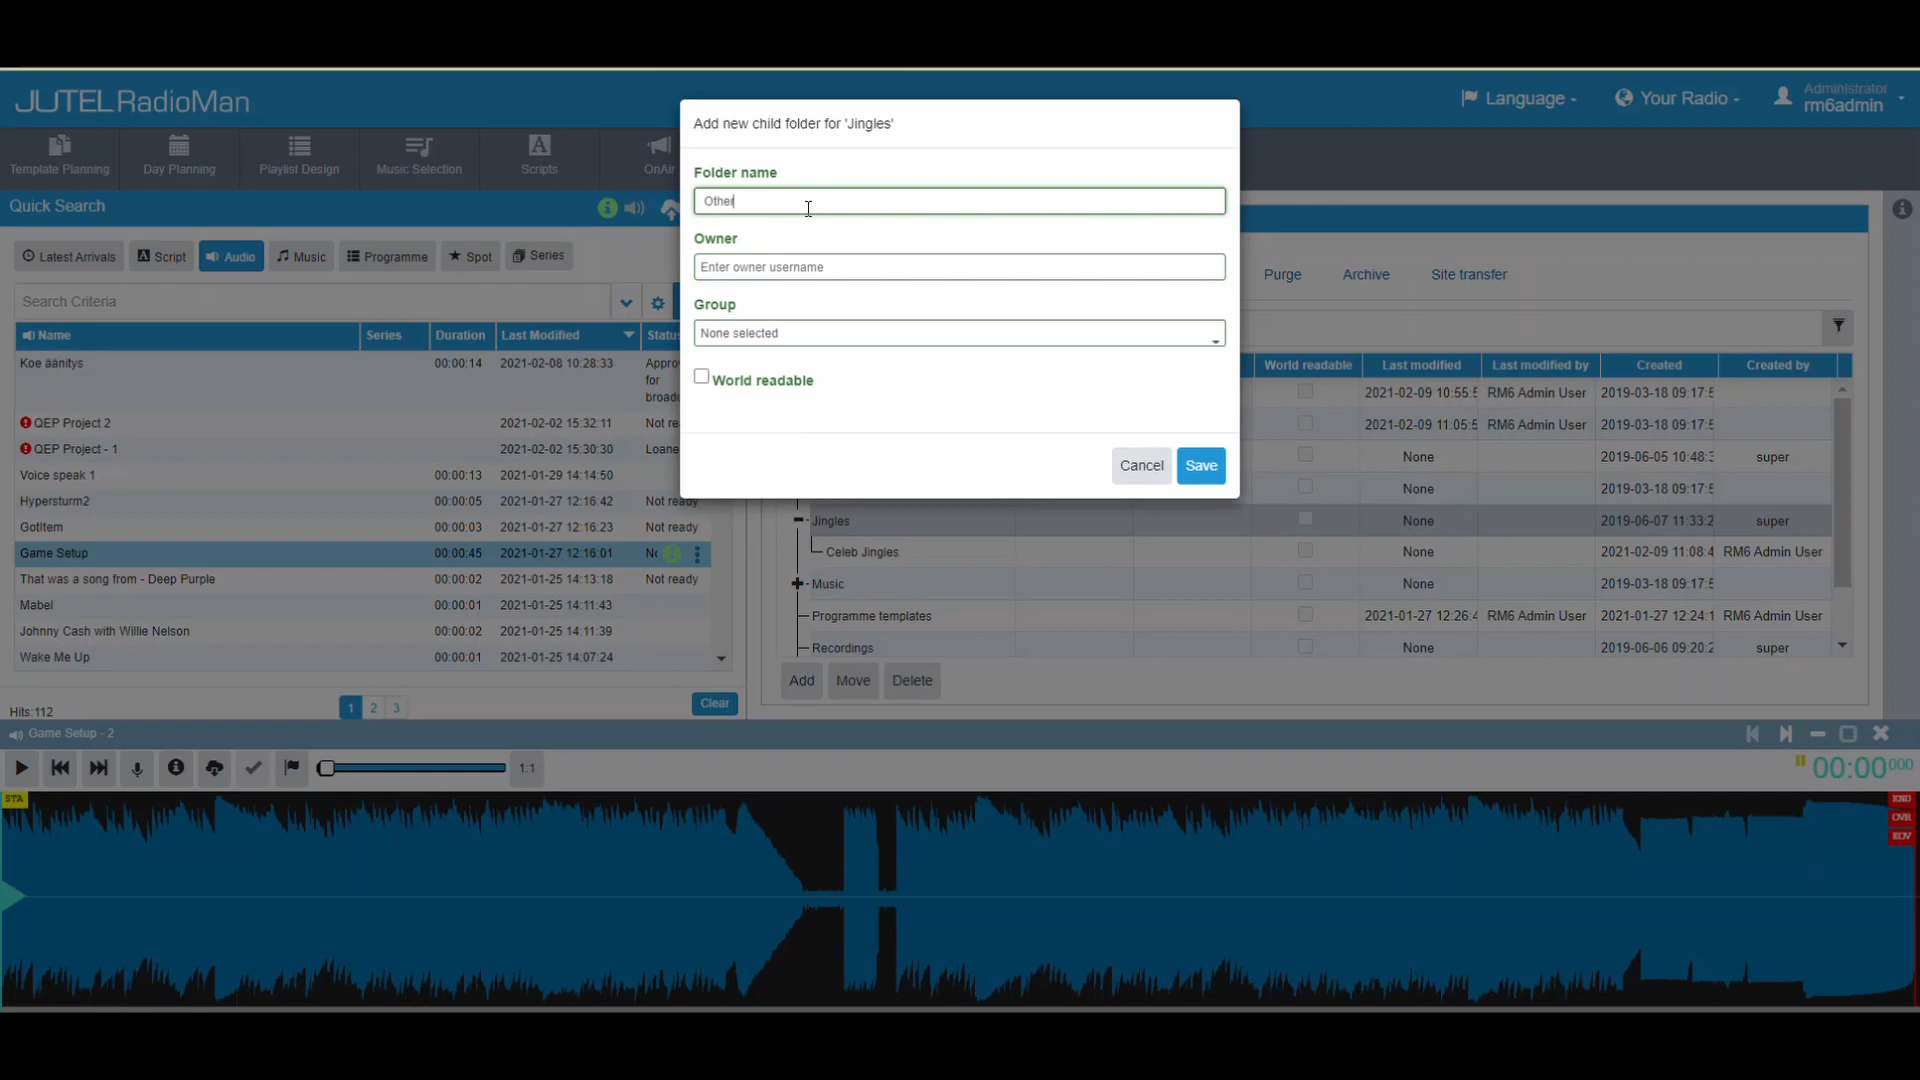 JUTEL RadioMan
Language
Your Radio
Administrator
rm6admin
Template Planning
Day Planning
Playlist Design
Music Selection
Scripts
OnAir
Add new child folder for 'Jingles'
Folder name
Other
Owner
Enter owner username
Group
None selected
World readable
Cancel Save
Quick Search
Latest Arrivals Script Audio Music Programme Spot Series
Search Criteria
Name Series Duration Last Modified Status
Koe äänitys 00:00:14 2021-02-08 10:28:33 Appro
for
broad
QEP Project 2 2021-02-02 15:32:11 Not re
QEP Project - 1 2021-02-02 15:30:30 Loane
Voice speak 1 00:00:13 2021-01-29 14:14:50
Hypersturm2 00:00:05 2021-01-27 12:16:42 Not ready
GotItem 00:00:03 2021-01-27 12:16:23 Not ready
Game Setup 00:00:45 2021-01-27 12:16:01
That was a song from - Deep Purple 00:00:02 2021-01-25 14:13:18 Not ready
Mabel 00:00:01 2021-01-25 14:11:43
Johnny Cash with Willie Nelson 00:00:02 2021-01-25 14:11:39
Wake Me Up 00:00:01 2021-01-25 14:07:24
Hits:112
1 2 3
Clear
Purge Archive Site transfer
World readable Last modified Last modified by Created Created by
2021-02-09 10:55:5 RM6 Admin User 2019-03-18 09:17:5
2021-02-09 11:05:5 RM6 Admin User 2019-03-18 09:17:5
None 2019-06-05 10:48:3 super
None 2019-03-18 09:17:5
Jingles None 2019-06-07 11:33:2 super
Celeb Jingles None 2021-02-09 11:08:4 RM6 Admin User
Music None 2019-03-18 09:17:5
Programme templates 2021-01-27 12:26:4 RM6 Admin User 2021-01-27 12:24:1 RM6 Admin User
Recordings None 2019-06-06 09:20:2 super
Add Move Delete
Game Setup - 2
1:1
00:00 000
STA
END
OVR
EOV